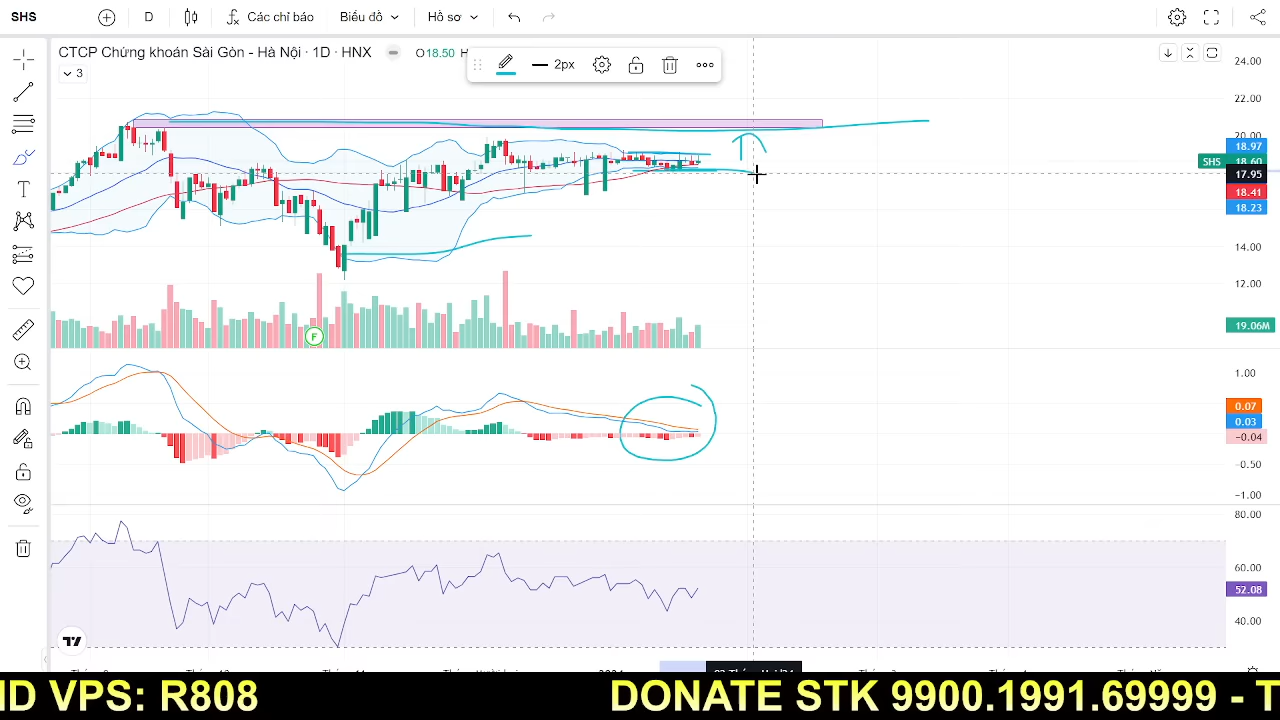 SHS
D
Các chỉ báo
Biểu đồ
Hồ sơ
CTCP Chứng khoán Sài Gòn - Hà Nội · 1D · HNX
O18.50
2px
3
24.00
22.00
20.00
18.97
SHS 18.60
17.95
18.41
18.23
14.00
12.00
19.06M
F
1.00
0.07
0.03
−0.04
−0.50
−1.00
80.00
60.00
52.08
40.00
ID VPS: R808
DONATE STK 9900.1991.69999 - T